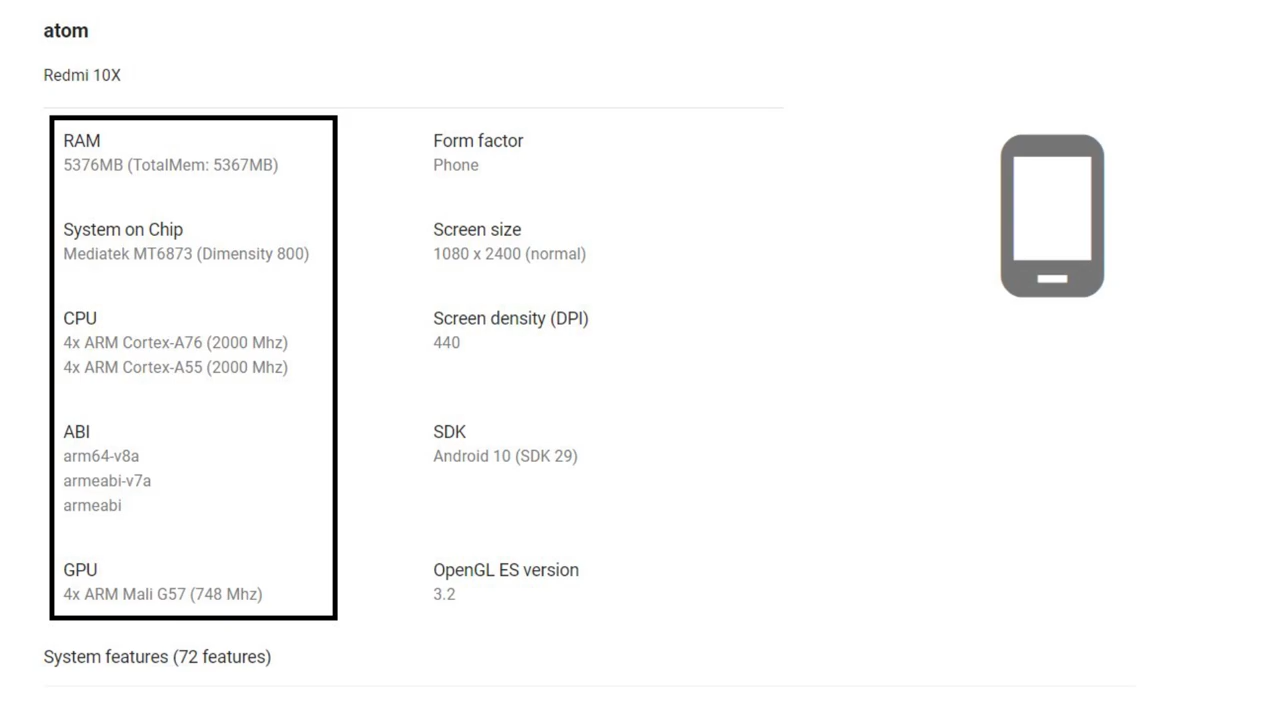 atom
Redmi 10X
RAM
5376MB (TotalMem: 5367MB)
System on Chip
Mediatek MT6873 (Dimensity 800)
CPU
4x ARM Cortex-A76 (2000 Mhz)
4x ARM Cortex-A55 (2000 Mhz)
ABI
arm64-v8a
armeabi-v7a
armeabi
GPU
4x ARM Mali G57 (748 Mhz)
Form factor
Phone
Screen size
1080 x 2400 (normal)
Screen density (DPI)
440
SDK
Android 10 (SDK 29)
OpenGL ES version
3.2
System features (72 features)